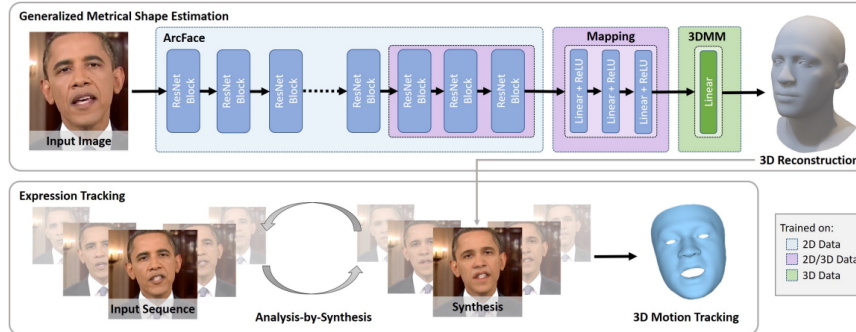 Generalized Metrical Shape Estimation
ArcFace
Mapping
3DMM
ResNet Block
ResNet Block
ResNet Block
ResNet Block
ResNet Block
ResNet Block
ResNet Block
Linear + ReLU
Linear + ReLU
Linear + ReLU
Linear
Input Image
3D Reconstruction
Expression Tracking
Input Sequence
Analysis-by-Synthesis
Synthesis
3D Motion Tracking
Trained on:
2D Data
2D/3D Data
3D Data